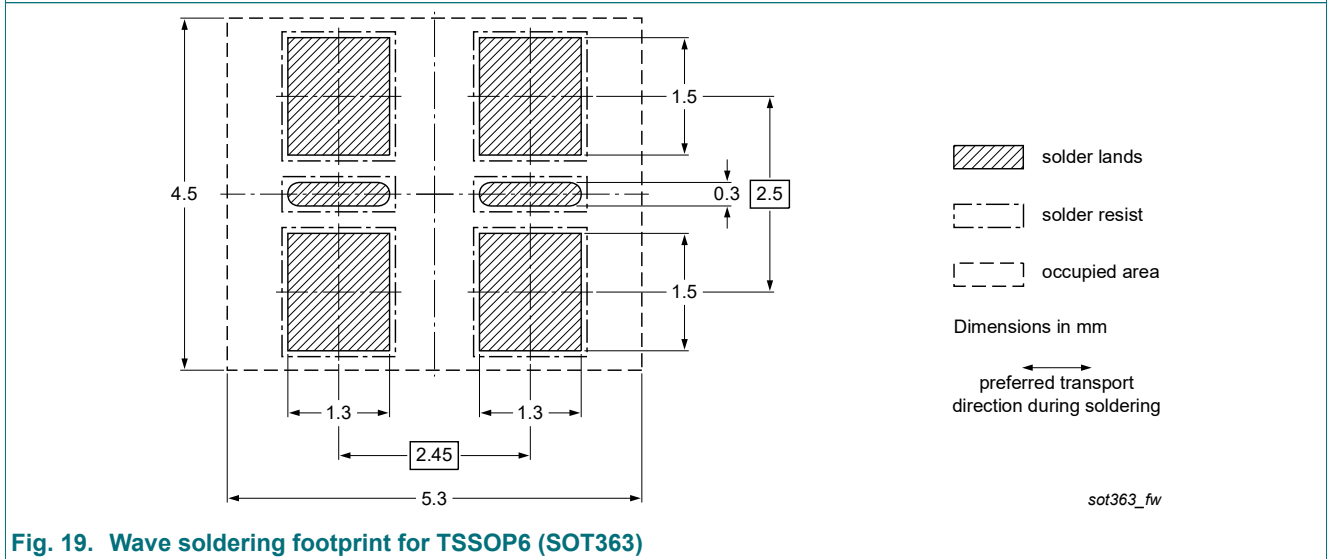 1.5
4.5
0.3
2.5
1.5
1.3
1.3
2.45
5.3
solder lands
solder resist
occupied area
Dimensions in mm
preferred transport
direction during soldering
sot363_fw
Fig. 19. Wave soldering footprint for TSSOP6 (SOT363)